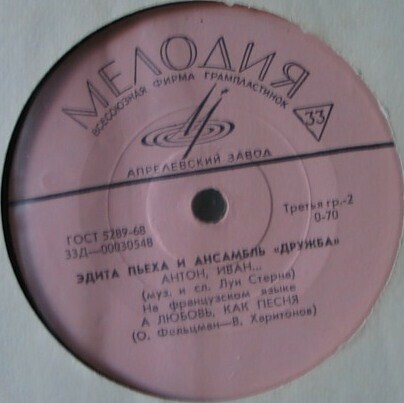 МЕЛОДИЯ
ВСЕСОЮЗНАЯ ФИРМА ГРАМПЛАСТИНОК
33
АПРЕЛЕВСКИЙ ЗАВОД
ГОСТ 5289-68
33Д—00030548
Третья гр.-2
0-70
ЭДИТА ПЬЕХА И АНСАМБЛЬ «ДРУЖБА»
АНТОН, ИВАН...
(муз. и сл. Луи Стерна)
На французском языке
А ЛЮБОВЬ, КАК ПЕСНЯ
(О. Фельцман—В. Харитонов)